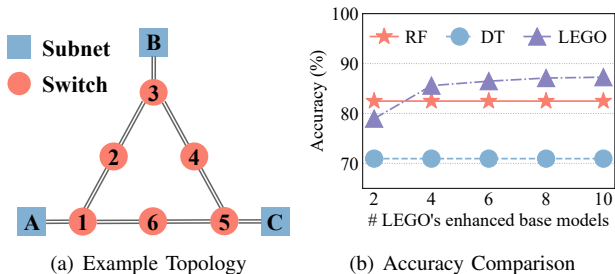 Subnet
Switch
B
3
2
4
A
1
6
5
C
(a) Example Topology
100
90
80
70
Accuracy (%)
RF
DT
LEGO
2
4
6
8
10
# LEGO's enhanced base models
(b) Accuracy Comparison